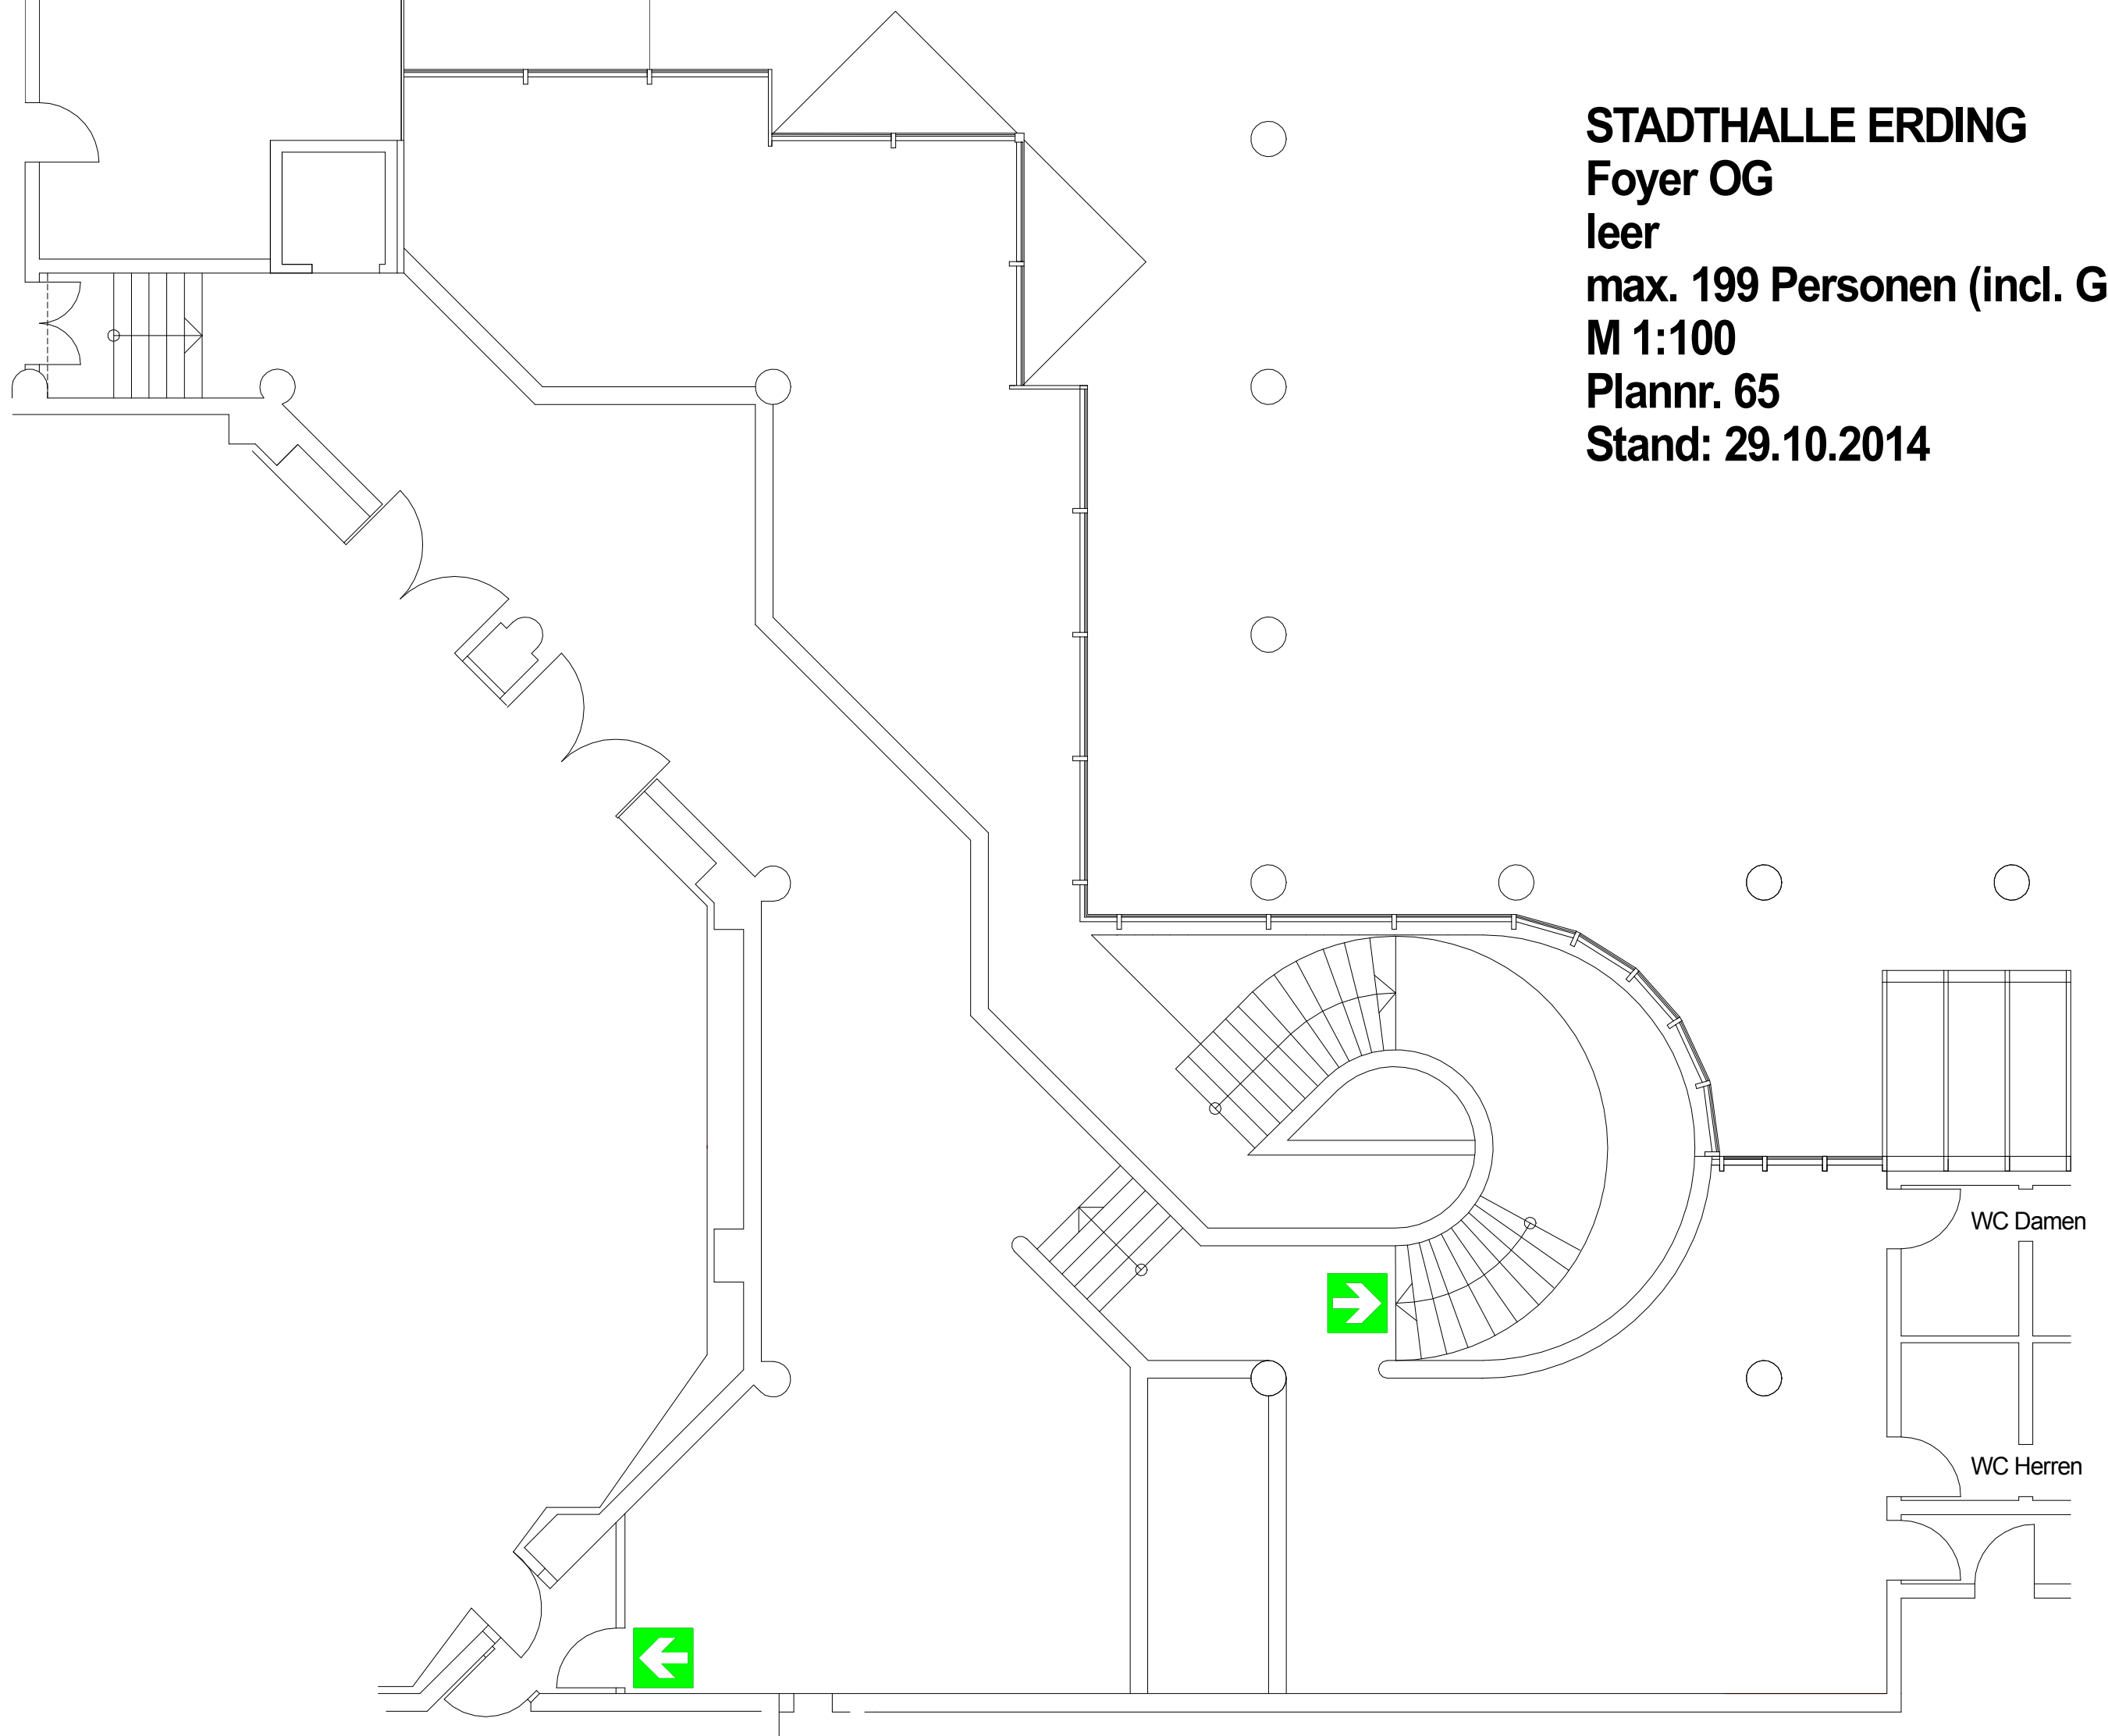 STADTHALLE ERDING
Foyer OG
leer
max. 199 Personen (incl. G
M 1:100
Plannr. 65
Stand: 29.10.2014
WC Damen
WC Herren